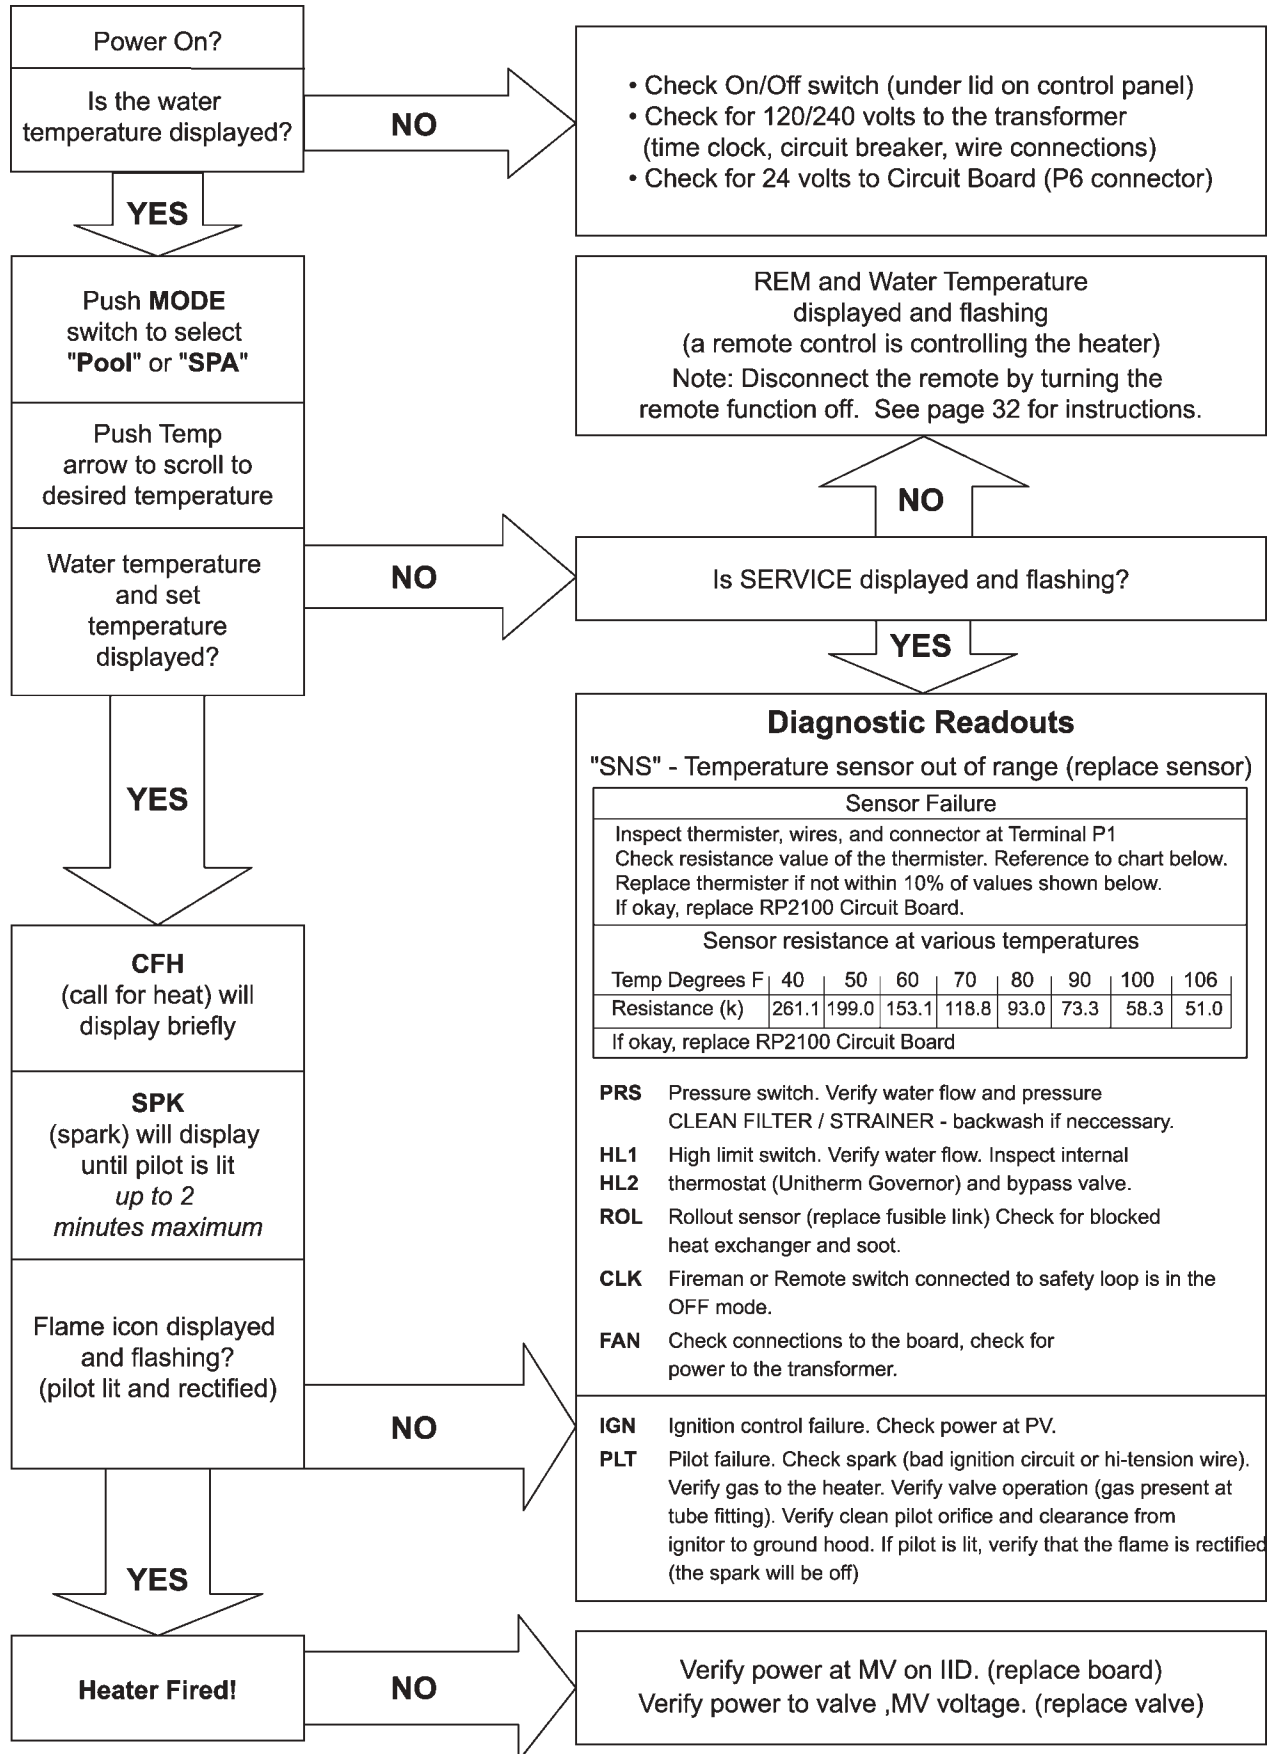 Power On?
Is the water
temperature displayed?
NO
• Check On/Off switch (under lid on control panel)
• Check for 120/240 volts to the transformer
(time clock, circuit breaker, wire connections)
• Check for 24 volts to Circuit Board (P6 connector)
YES
Push MODE
switch to select
"Pool" or "SPA"
Push Temp
arrow to scroll to
desired temperature
Water temperature
and set
temperature
displayed?
NO
Is SERVICE displayed and flashing?
NO
REM and Water Temperature
displayed and flashing
(a remote control is controlling the heater)
Note: Disconnect the remote by turning the
remote function off. See page 32 for instructions.
YES
Diagnostic Readouts
"SNS" - Temperature sensor out of range (replace sensor)
Sensor Failure
Inspect thermister, wires, and connector at Terminal P1
Check resistance value of the thermister. Reference to chart below.
Replace thermister if not within 10% of values shown below.
If okay, replace RP2100 Circuit Board.
Sensor resistance at various temperatures
Temp Degrees F 40 50 60 70 80 90 100 106
Resistance (k) 261.1 199.0 153.1 118.8 93.0 73.3 58.3 51.0
If okay, replace RP2100 Circuit Board
PRS Pressure switch. Verify water flow and pressure
CLEAN FILTER / STRAINER - backwash if neccessary.
HL1 High limit switch. Verify water flow. Inspect internal
HL2 thermostat (Unitherm Governor) and bypass valve.
ROL Rollout sensor (replace fusible link) Check for blocked
heat exchanger and soot.
CLK Fireman or Remote switch connected to safety loop is in the
OFF mode.
FAN Check connections to the board, check for
power to the transformer.
IGN Ignition control failure. Check power at PV.
PLT Pilot failure. Check spark (bad ignition circuit or hi-tension wire).
Verify gas to the heater. Verify valve operation (gas present at
tube fitting). Verify clean pilot orifice and clearance from
ignitor to ground hood. If pilot is lit, verify that the flame is rectified
(the spark will be off)
YES
CFH
(call for heat) will
display briefly
SPK
(spark) will display
until pilot is lit
up to 2
minutes maximum
Flame icon displayed
and flashing?
(pilot lit and rectified)
NO
YES
Heater Fired!
NO
Verify power at MV on IID. (replace board)
Verify power to valve ,MV voltage. (replace valve)